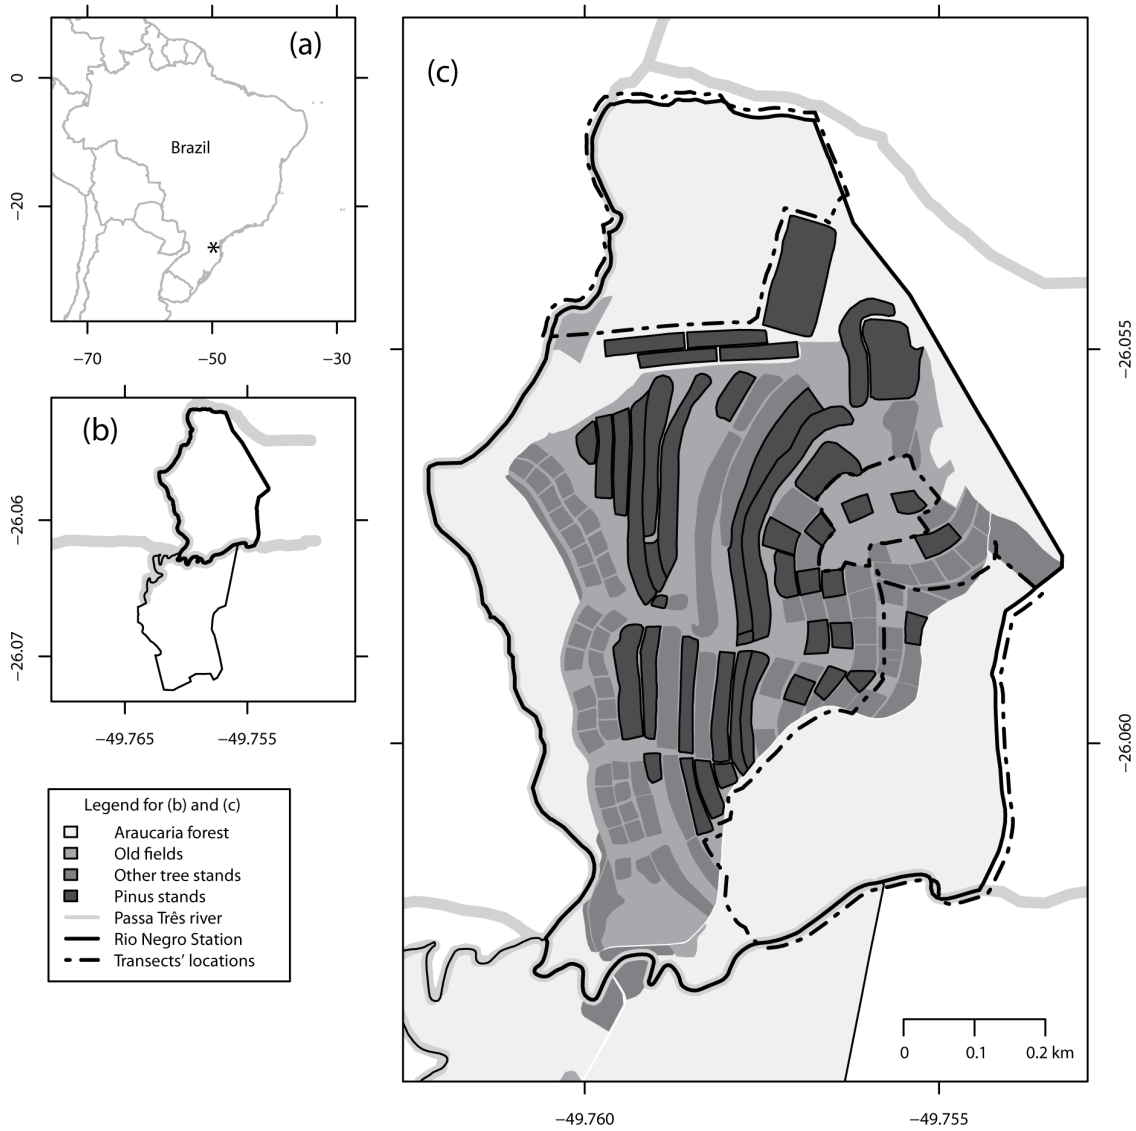 (a)
0
−20
Brazil
*
−70
−50
−30
(b)
−26.06
−26.07
−49.765
−49.755
Legend for (b) and (c)
Araucaria forest
Old fields
Other tree stands
Pinus stands
Passa Três river
Rio Negro Station
Transects' locations
(c)
−26.055
−26.060
0
0.1
0.2 km
−49.760
−49.755